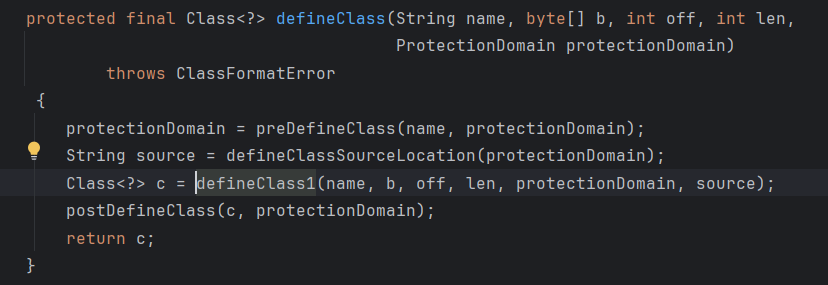 protected final Class<?> defineClass(String name, byte[] b, int off, int len,
                                     ProtectionDomain protectionDomain)
        throws ClassFormatError
 {
    protectionDomain = preDefineClass(name, protectionDomain);
    String source = defineClassSourceLocation(protectionDomain);
    Class<?> c = defineClass1(name, b, off, len, protectionDomain, source);
    postDefineClass(c, protectionDomain);
    return c;
}